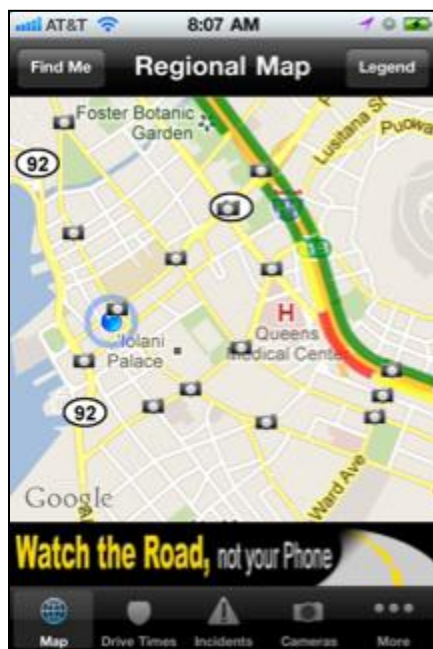 AT&T 8:07 AM
Find Me Regional Map Legend
Foster Botanic
Garden
Lusitana St
Puowa
92
H
Queens
Medical Center
Iolani
Palace
92
Ward Ave
Google
Watch the Road, not your Phone
Map Drive Times Incidents Cameras More